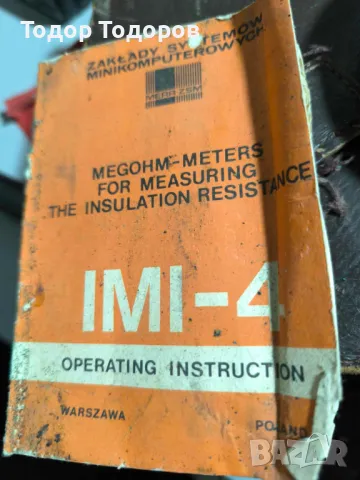 Тодор Тодоров
ZAKŁADY SYSTEMÓW
MINIKOMPUTEROWYCH
MERA ZSM
MEGOHM-METERS
FOR MEASURING
THE INSULATION RESISTANCE
IMI-4
OPERATING INSTRUCTION
WARSZAWA
POLAND
bazar